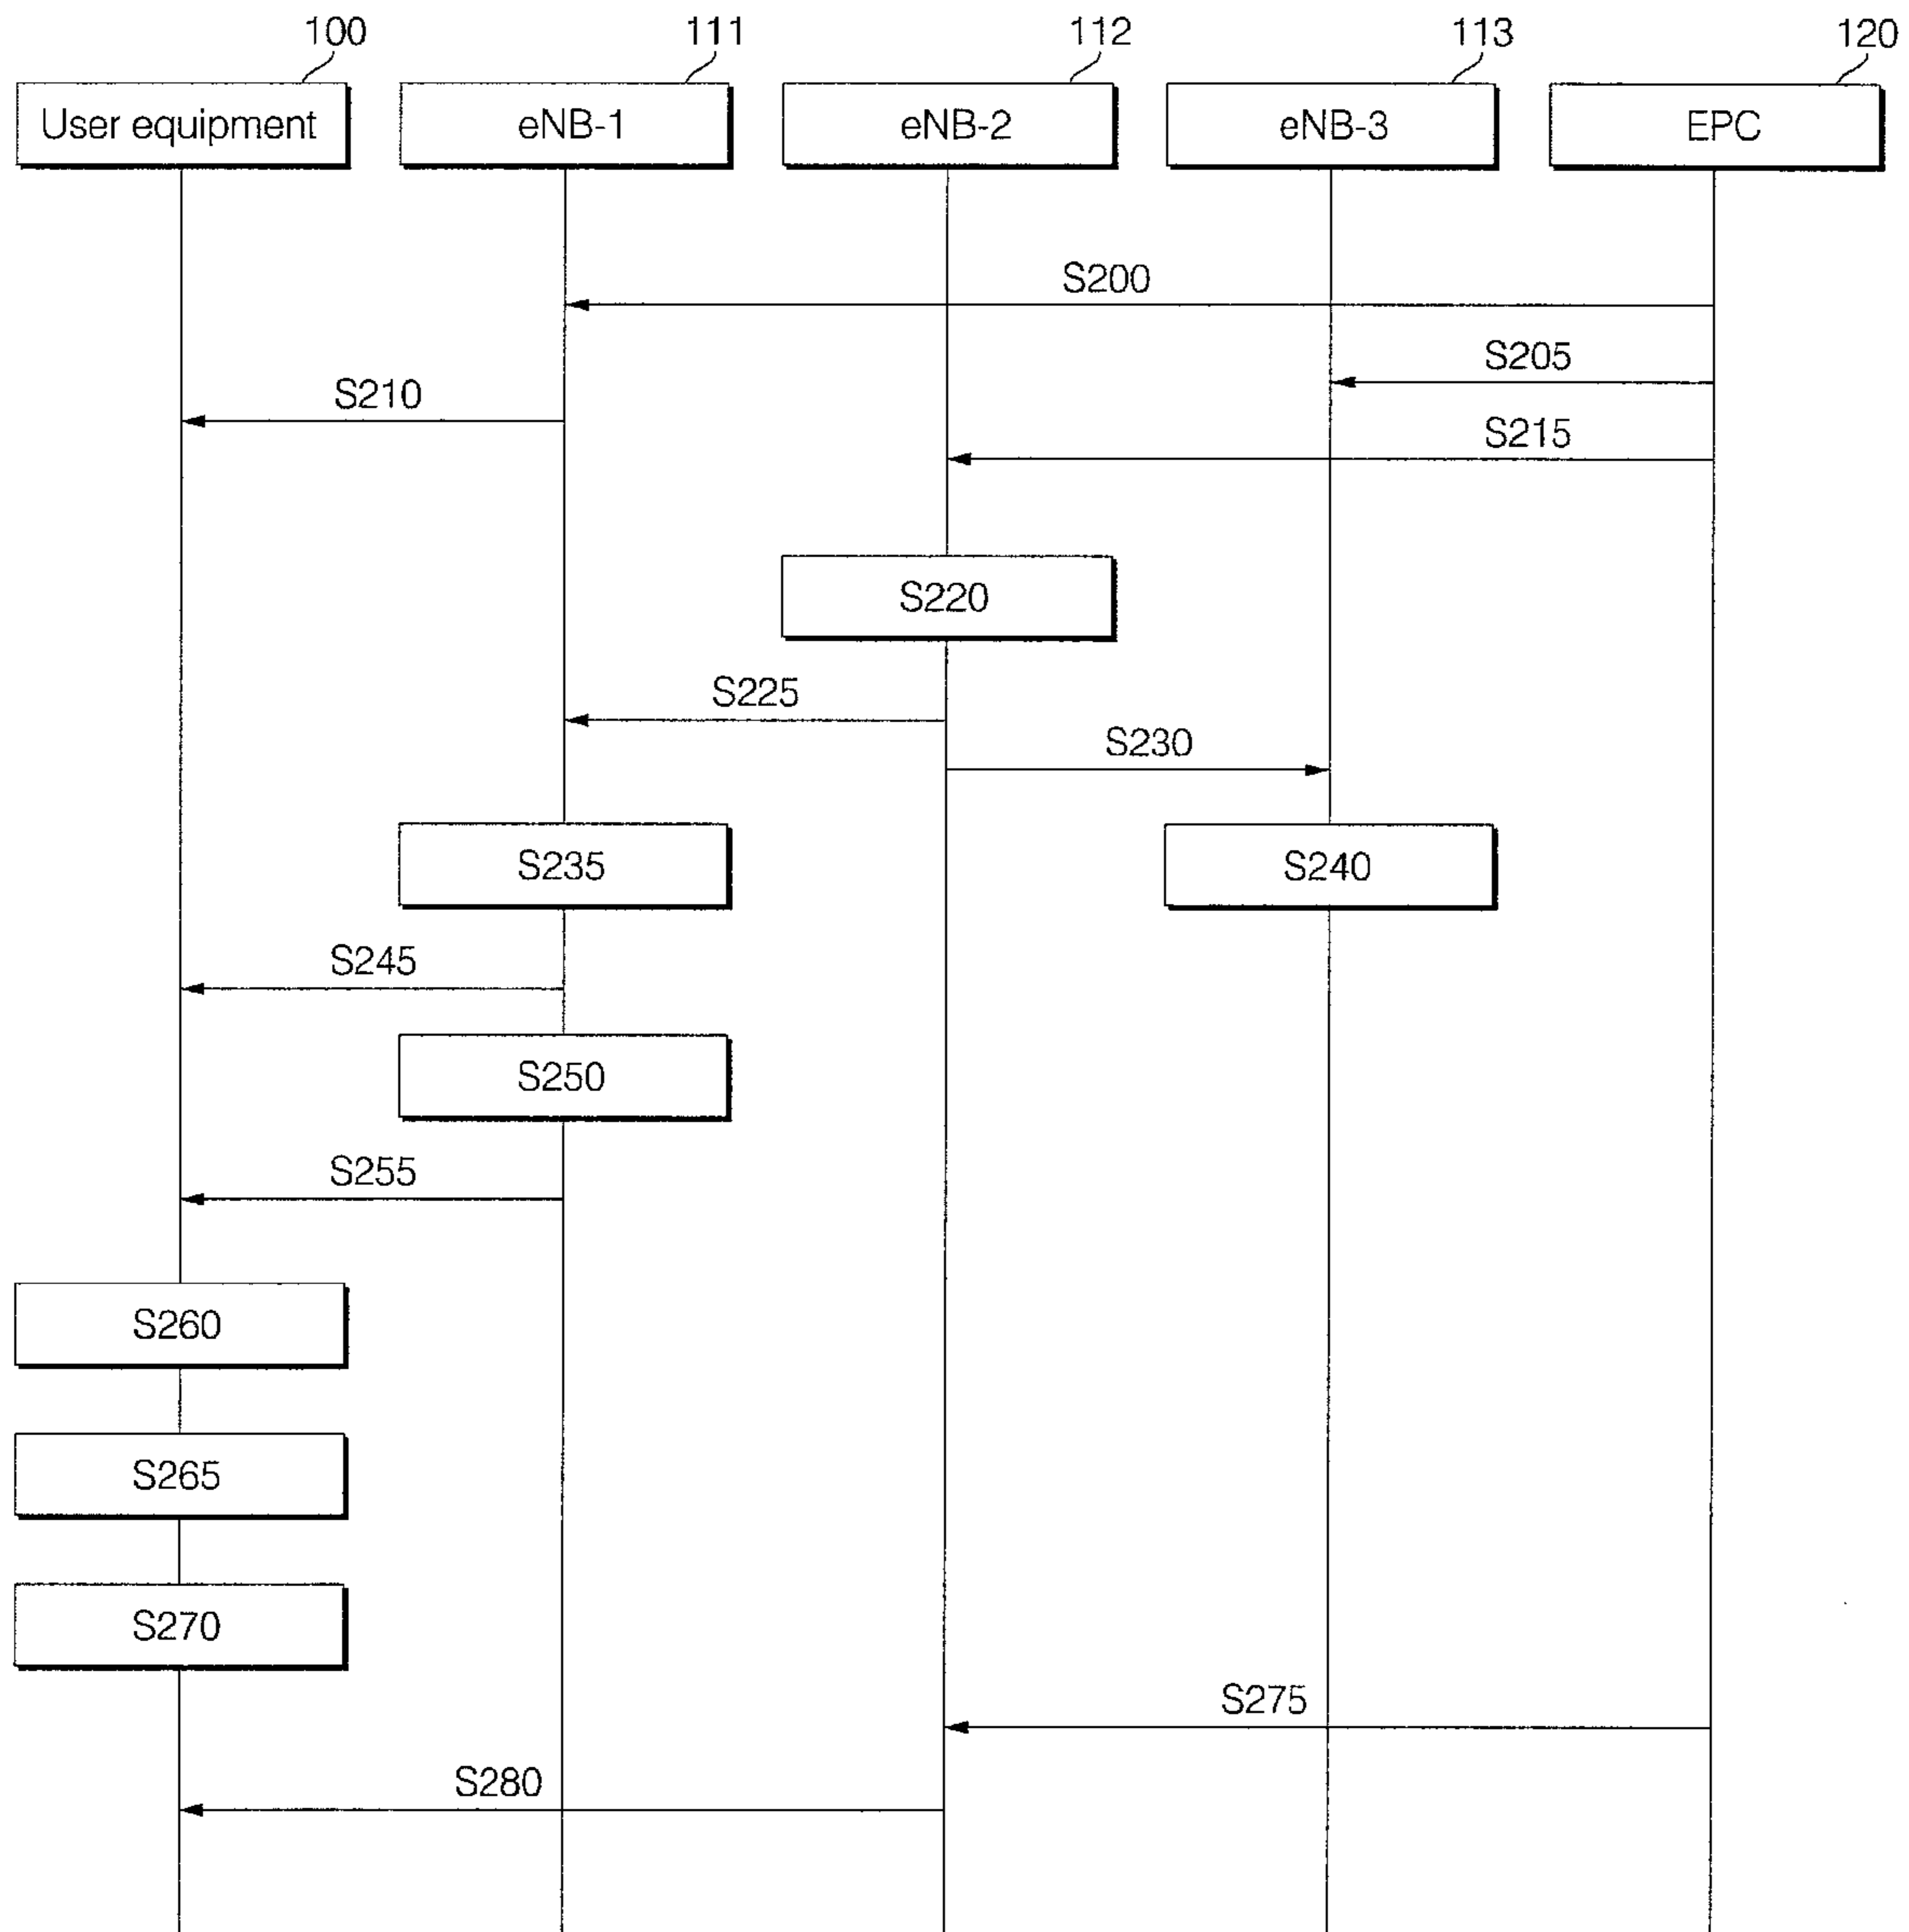 100
111
112
113
120
User equipment
eNB-1
eNB-2
eNB-3
EPC
S200
S205
S210
S215
S220
S225
S230
S235
S240
S245
S250
S255
S260
S265
S270
S275
S280